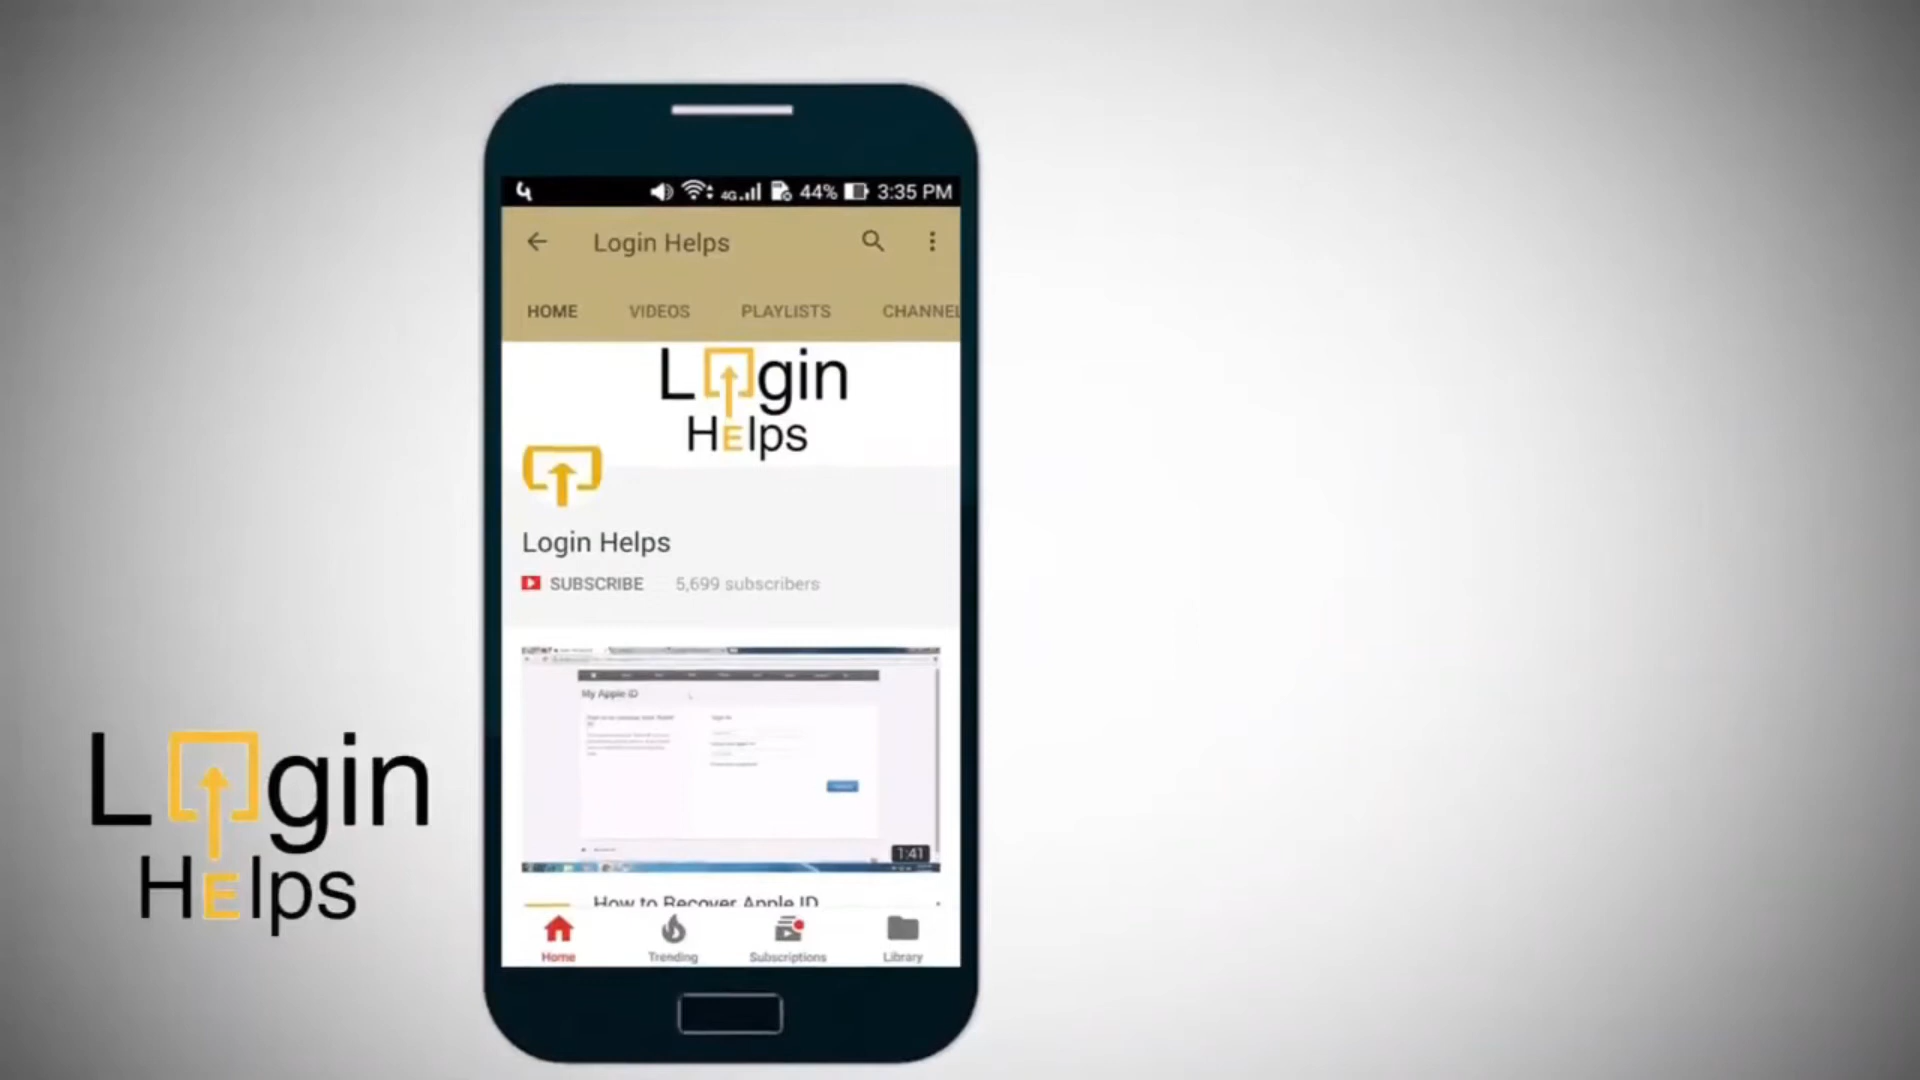 4G 44% 3:35 PM
Login Helps
HOME VIDEOS PLAYLISTS CHANNEL
Login
Helps
Login Helps
SUBSCRIBE 5,699 subscribers
My Apple ID
1:41
How to Recover Apple ID
Home Trending Subscriptions Library
Login
Helps